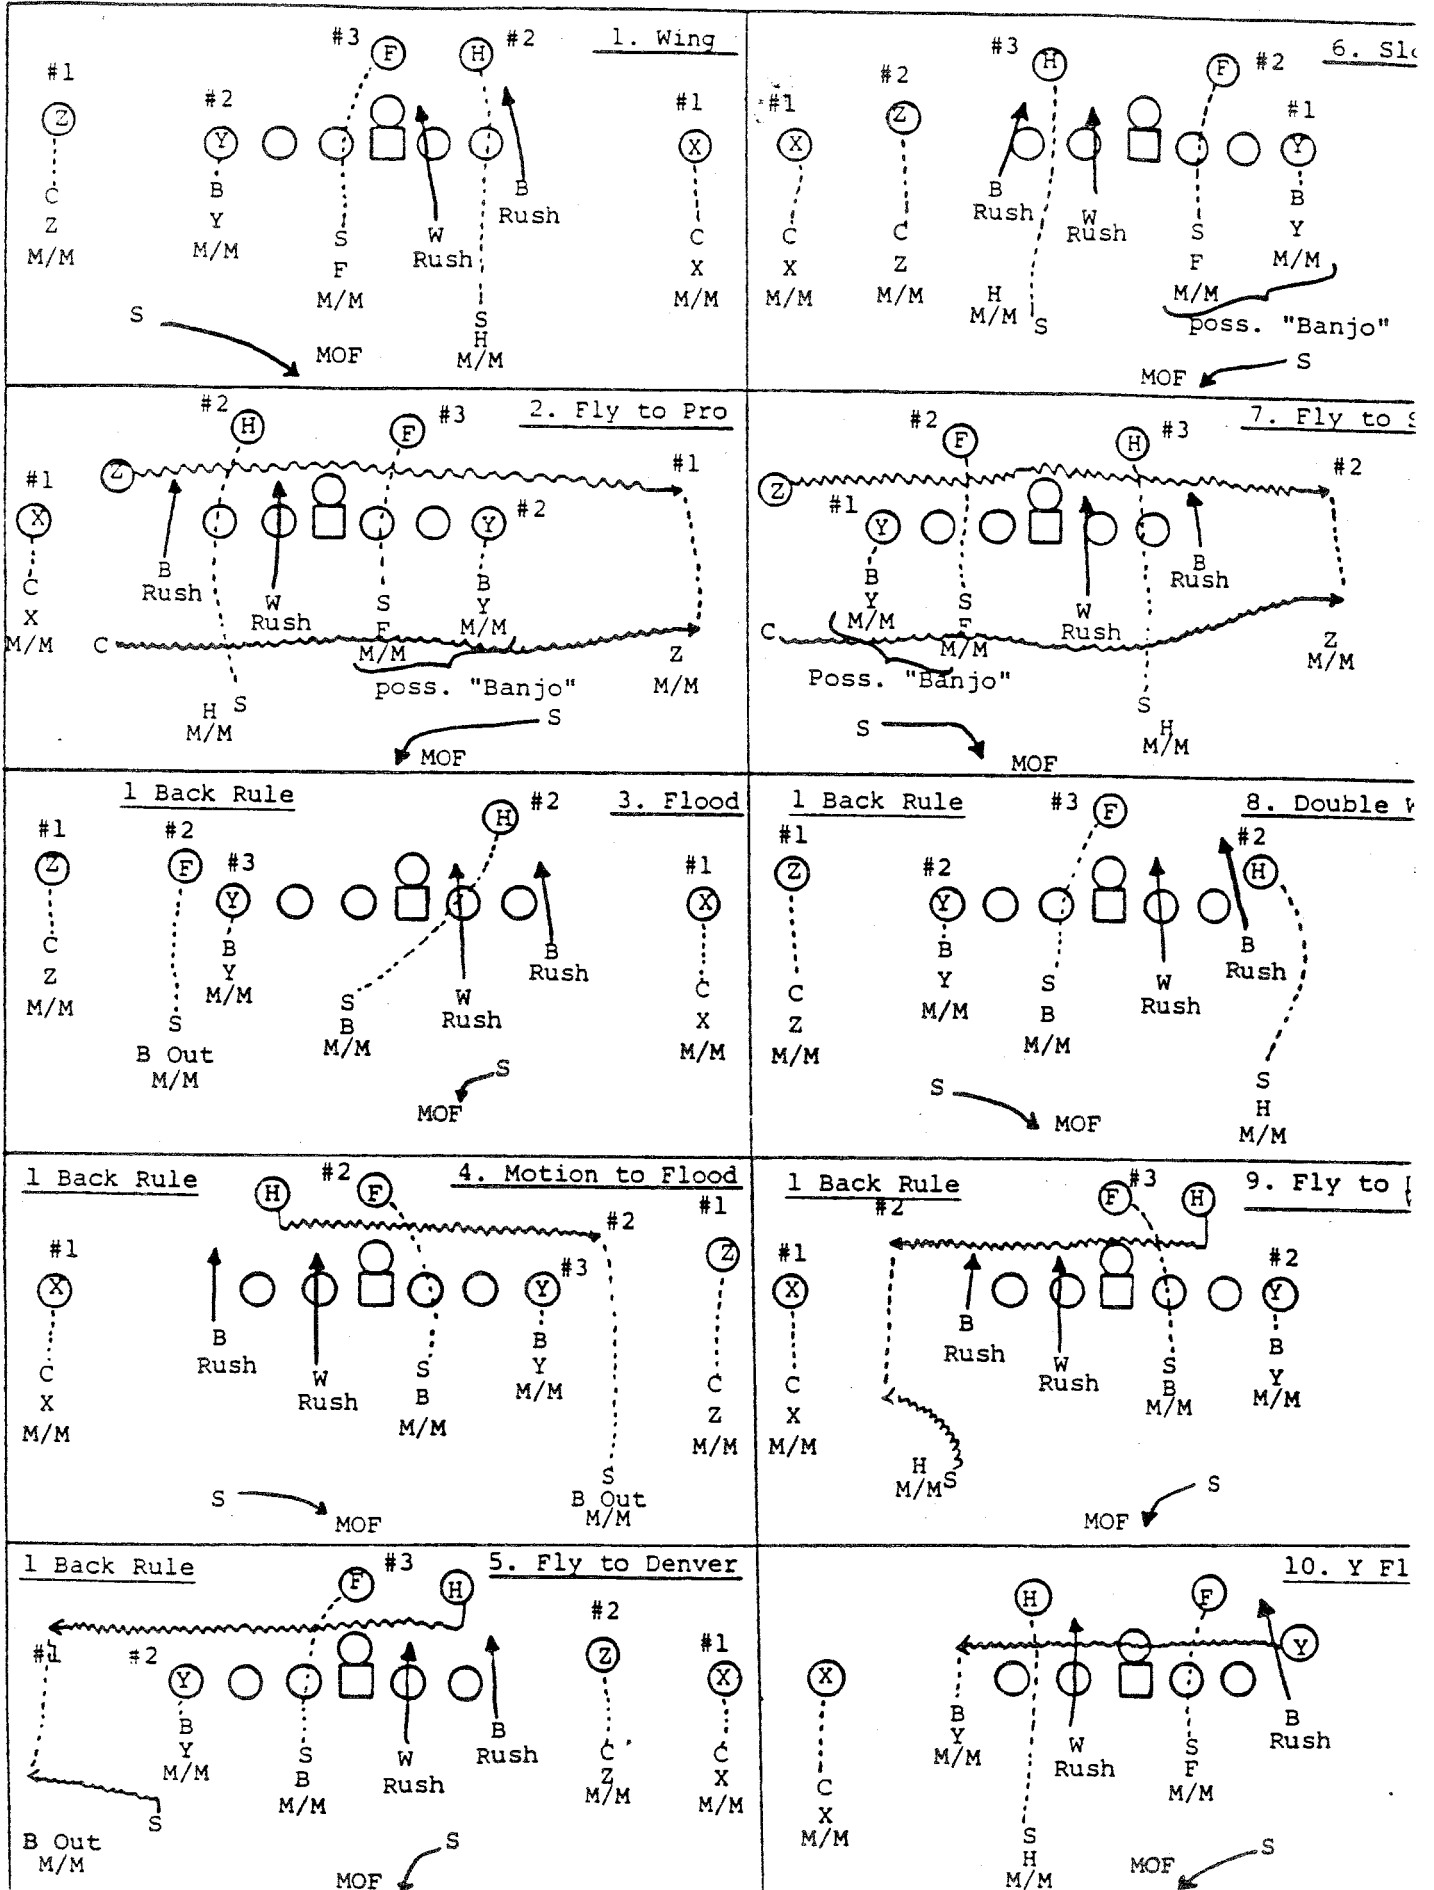 1. Wing
#3 F H #2
#1
Z #2 #1
Y X
C B B
Z Y S Rush C
M/M M/M F W X
M/M Rush M/M
S S
H
MOF M/M
6. Slo
#3 H F #2
#2
#1 Z #1
X Y
B B
C C Rush W S Y
X Z Rush F M/M
M/M M/M H M/M
M/M S poss. "Banjo"
S
MOF
2. Fly to Pro
#2 H F #3
Z #1
#1
X Y #2
C B B
X Rush W S Y
M/M Rush F M/M
C M/M Z
poss. "Banjo" M/M
H S S
M/M
MOF
7. Fly to S
#2 F H #3
Z #2
#1 Y
B B
Y S W Rush
M/M F Rush
C M/M Z
Poss. "Banjo" M/M
S S H
M/M
MOF
1 Back Rule 3. Flood
H #2
#1 #2
Z F #3 #1
Y X
C B B
Z Y S W Rush C
M/M M/M B Rush X
S M/M M/M
B Out
M/M S
MOF
1 Back Rule 8. Double W
#3 F
#1 #2
Z #2 H
Y
B B
C Y S W Rush
Z M/M B Rush
M/M M/M
S S
MOF H
M/M
1 Back Rule 4. Motion to Flood
H #2 F #1
#2
#1 Z
X Y #3
B B
C Rush W S Y C
X Rush B M/M Z
M/M M/M M/M
S S
B Out
MOF M/M
1 Back Rule 9. Fly to
F #3 H
#2
#1 #2
X Y
B B
C Rush W S Y
X Rush B M/M
M/M M/M
H S
M/M S
MOF
1 Back Rule 5. Fly to Denver
F #3 H
#2
#1 #2 Z #1
Y X
B B
Y S W Rush C C
M/M B Rush Z X
M/M M/M M/M
S
B Out S
M/M
MOF
10. Y Fl
H F
Y
X
B B
Y W S Rush
M/M Rush F
C M/M
X
M/M S S
H MOF
M/M